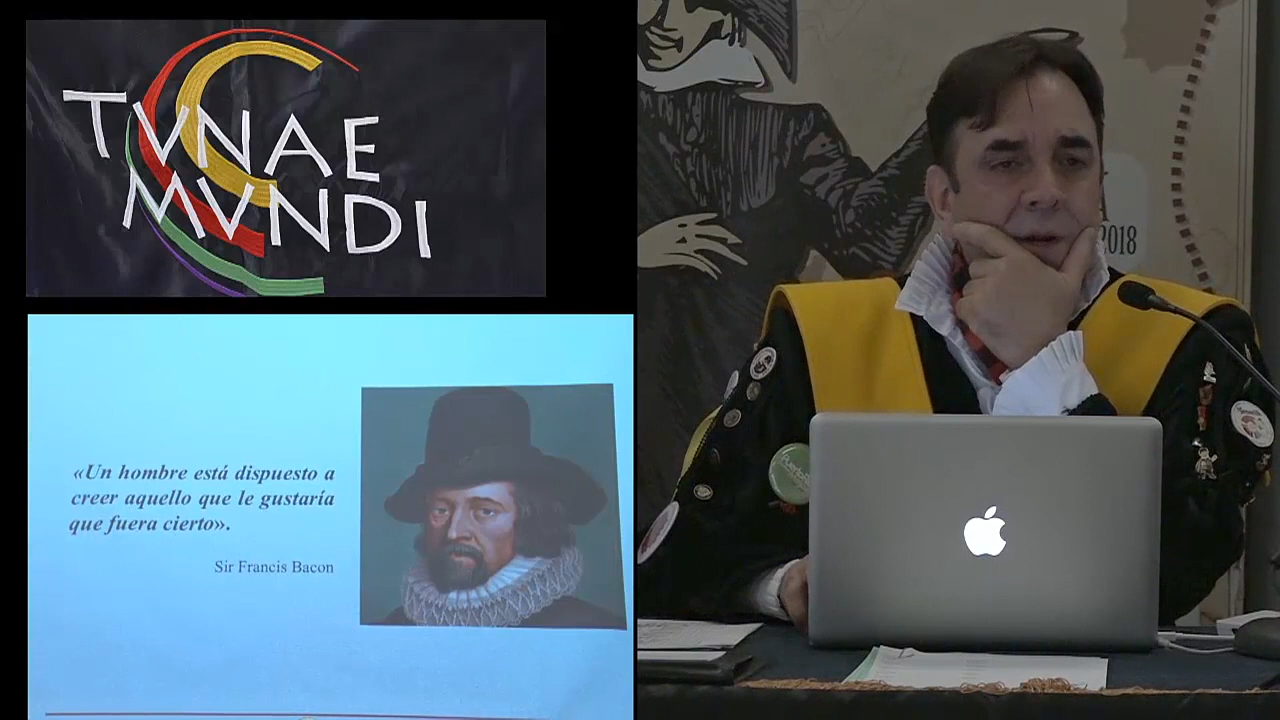 TVNAE
MVNDI
«Un hombre está dispuesto a
creer aquello que le gustaría
que fuera cierto».
Sir Francis Bacon
2018